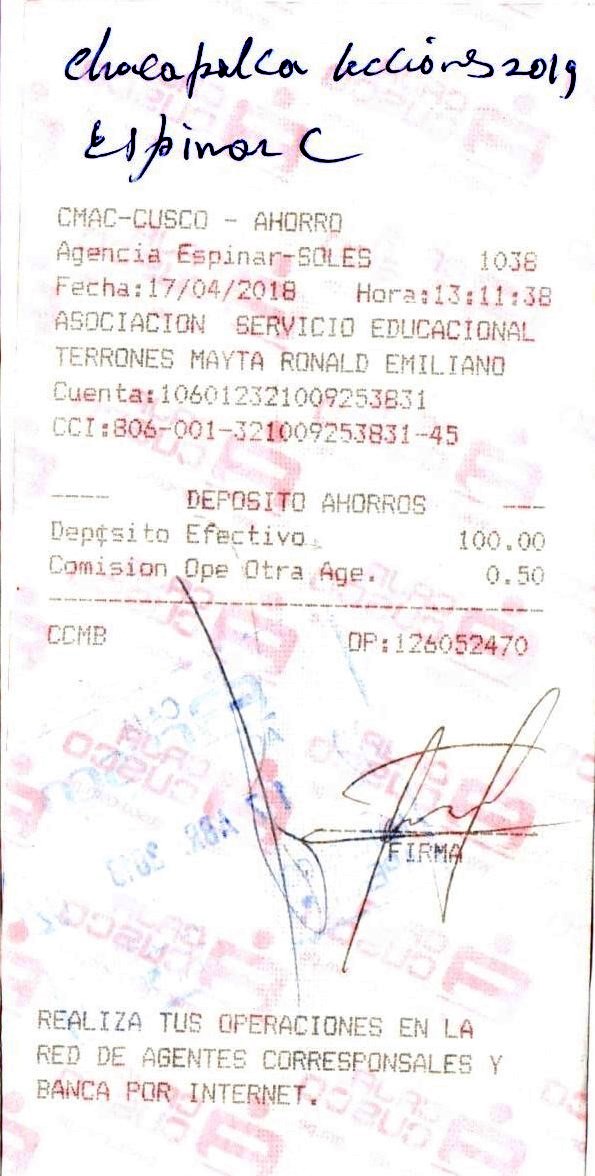 Chacapalca lecciones 2019
Espinar C
CMAC-CUSCO - AHORRO
Agencia Espinar-SOLES 1038
Fecha:17/04/2018 Hora:13:11:38
ASOCIACION SERVICIO EDUCACIONAL
TERRONES MAYTA RONALD EMILIANO
Cuenta:106012321009253831
CCI:806-001-321009253831-45
---- DEPOSITO AHORROS ---
Depósito Efectivo. 100.00
Comision Ope Otra Age. 0.50
CCMB OP:126052470
17 ABR. 2018
FIRMA
REALIZA TUS OPERACIONES EN LA
RED DE AGENTES CORRESPONSALES Y
BANCA POR INTERNET.